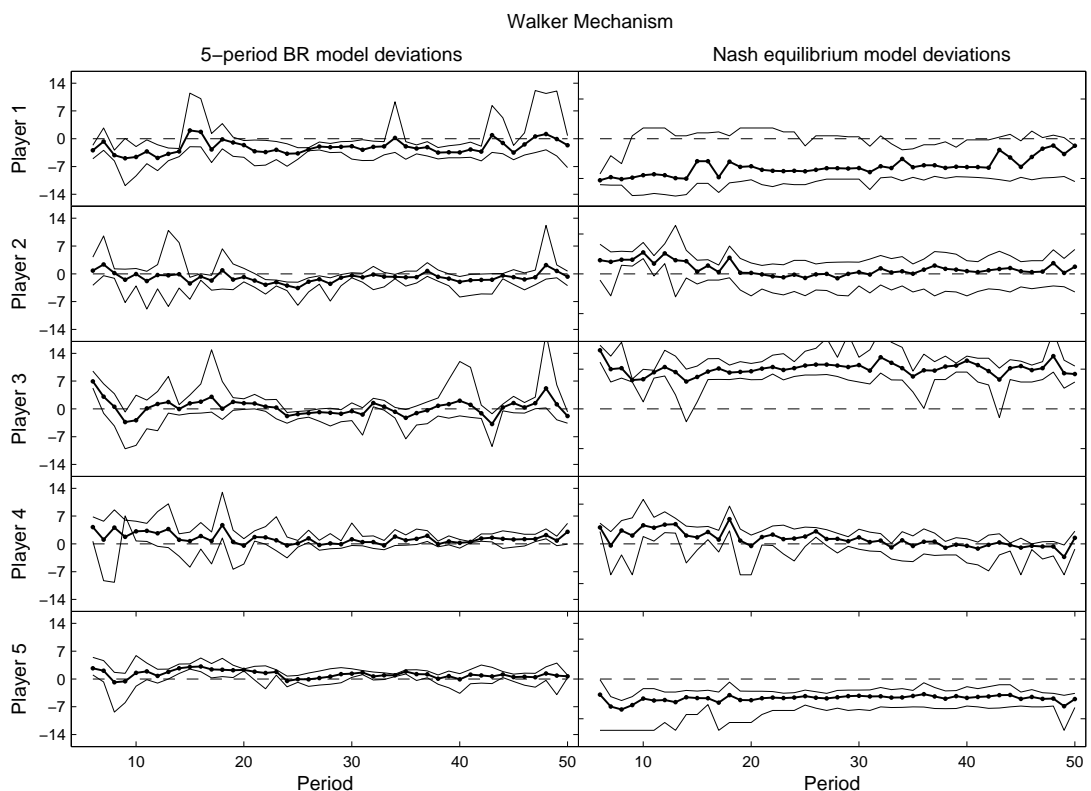 Walker Mechanism
5−period BR model deviations
Nash equilibrium model deviations
Player 1
14
7
0
−7
−14
Player 2
14
7
0
−7
−14
Player 3
14
7
0
−7
−14
Player 4
14
7
0
−7
−14
Player 5
14
7
0
−7
−14
10 20 30 40 50
10 20 30 40 50
Period
Period